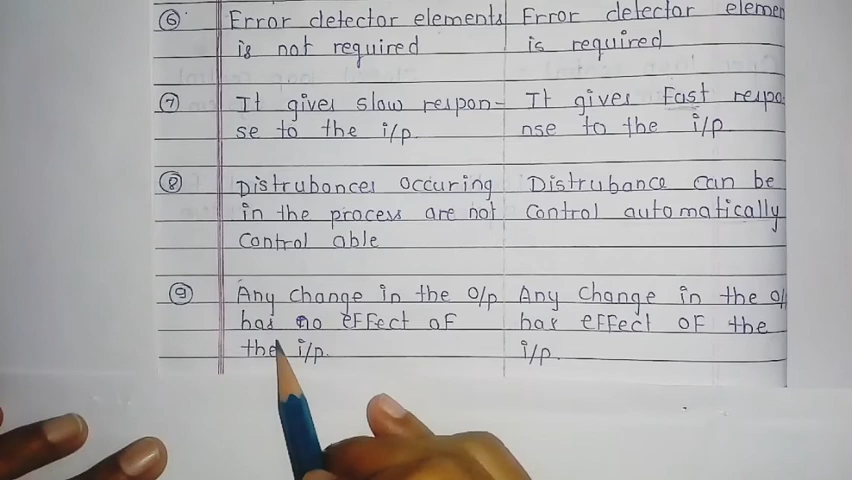 ⑥ Error detector elements Error detector elemen
is not required is required
⑦ It gives slow respon- It gives Fast respo
se to the i/p. nse to the i/p
⑧ Distrubances occuring Distrubance can be
in the process are not control automatically
control able
⑨ Any change in the o/p Any change in the o/
has no effect of has effect of the
the i/p. i/p.